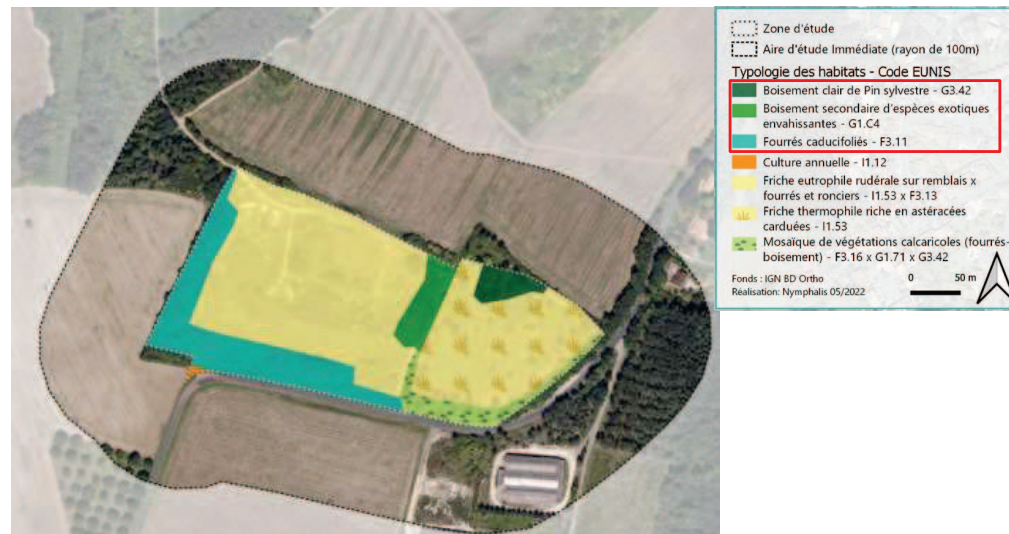 Zone d'étude
Aire d'étude Immédiate (rayon de 100m)
Typologie des habitats - Code EUNIS
Boisement clair de Pin sylvestre - G3.42
Boisement secondaire d'espèces exotiques
envahissantes - G1.C4
Fourrés caducifoliés - F3.11
Culture annuelle - I1.12
Friche eutrophile rudérale sur remblais x
fourrés et ronciers - I1.53 x F3.13
Friche thermophile riche en astéracées
carduées - I1.53
Mosaïque de végétations calcaricoles (fourrés-
boisement) - F3.16 x G1.71 x G3.42
Fonds : IGN BD Ortho
0 50 m
Réalisation: Nymphalis 05/2022